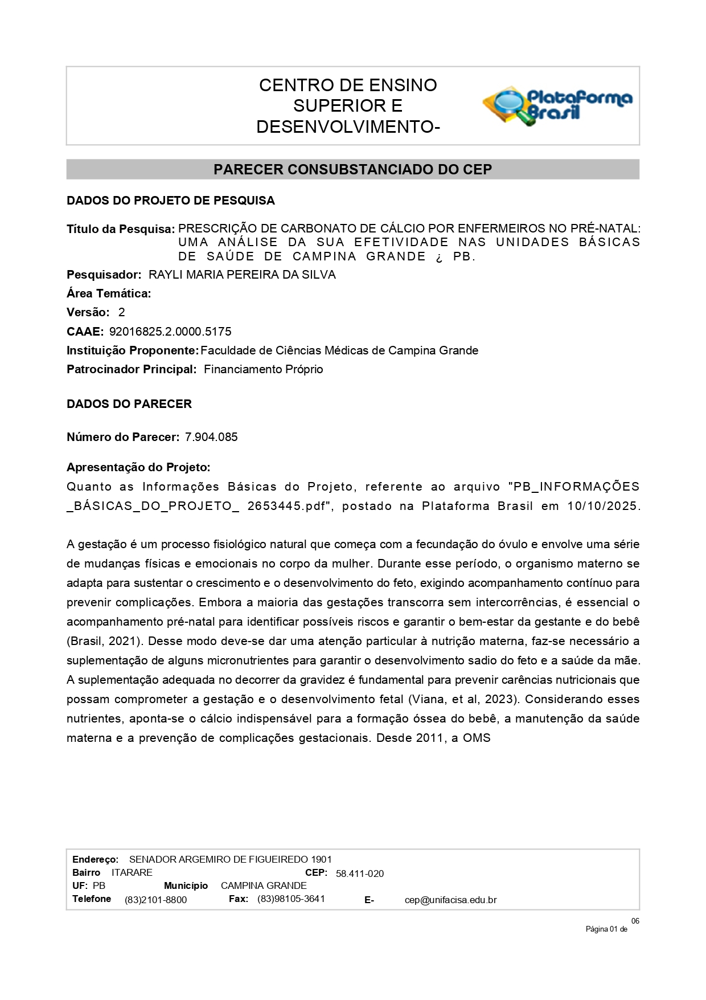 CENTRO DE ENSINO
SUPERIOR E
DESENVOLVIMENTO-
Plataforma
Brasil
PARECER CONSUBSTANCIADO DO CEP
DADOS DO PROJETO DE PESQUISA
Título da Pesquisa: PRESCRIÇÃO DE CARBONATO DE CÁLCIO POR ENFERMEIROS NO PRÉ-NATAL:
UMA ANÁLISE DA SUA EFETIVIDADE NAS UNIDADES BÁSICAS
DE SAÚDE DE CAMPINA GRANDE ¿ PB.
Pesquisador: RAYLI MARIA PEREIRA DA SILVA
Área Temática:
Versão: 2
CAAE: 92016825.2.0000.5175
Instituição Proponente: Faculdade de Ciências Médicas de Campina Grande
Patrocinador Principal: Financiamento Próprio
DADOS DO PARECER
Número do Parecer: 7.904.085
Apresentação do Projeto:
Quanto as Informações Básicas do Projeto, referente ao arquivo "PB_INFORMAÇÕES
_BÁSICAS_DO_PROJETO_ 2653445.pdf", postado na Plataforma Brasil em 10/10/2025.
A gestação é um processo fisiológico natural que começa com a fecundação do óvulo e envolve uma série
de mudanças físicas e emocionais no corpo da mulher. Durante esse período, o organismo materno se
adapta para sustentar o crescimento e o desenvolvimento do feto, exigindo acompanhamento contínuo para
prevenir complicações. Embora a maioria das gestações transcorra sem intercorrências, é essencial o
acompanhamento pré-natal para identificar possíveis riscos e garantir o bem-estar da gestante e do bebê
(Brasil, 2021). Desse modo deve-se dar uma atenção particular à nutrição materna, faz-se necessário a
suplementação de alguns micronutrientes para garantir o desenvolvimento sadio do feto e a saúde da mãe.
A suplementação adequada no decorrer da gravidez é fundamental para prevenir carências nutricionais que
possam comprometer a gestação e o desenvolvimento fetal (Viana, et al, 2023). Considerando esses
nutrientes, aponta-se o cálcio indispensável para a formação óssea do bebê, a manutenção da saúde
materna e a prevenção de complicações gestacionais. Desde 2011, a OMS
Endereço: SENADOR ARGEMIRO DE FIGUEIREDO 1901
Bairro ITARARE CEP: 58.411-020
UF: PB Município CAMPINA GRANDE
Telefone (83)2101-8800 Fax: (83)98105-3641 E- cep@unifacisa.edu.br
06
Página 01 de